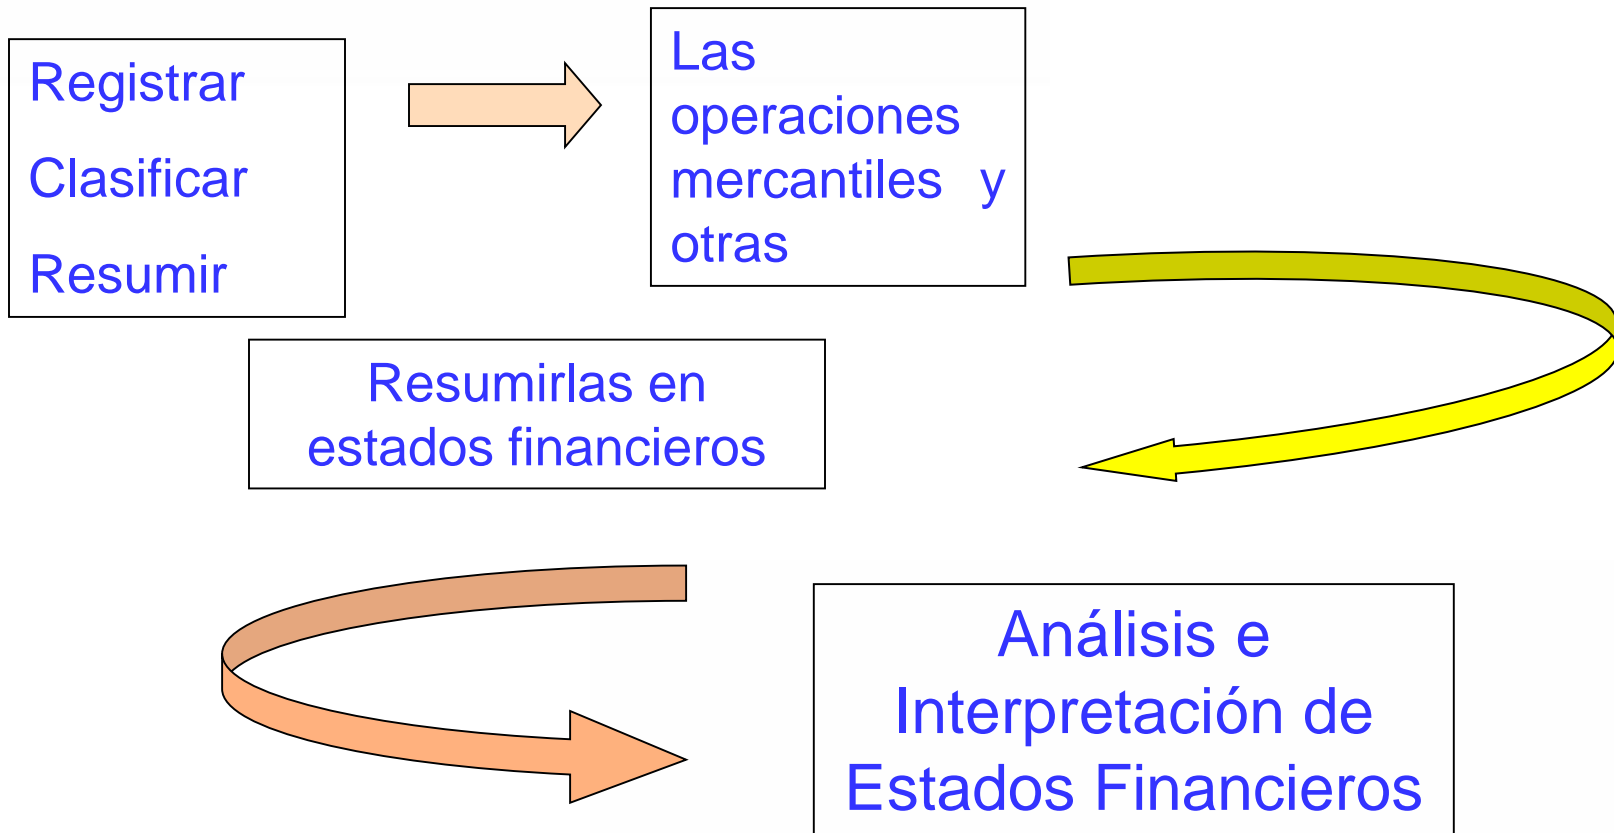 Registrar
Clasificar
Resumir
Las
operaciones
mercantiles y
otras
Resumirlas en
estados financieros
Análisis e
Interpretación de
Estados Financieros